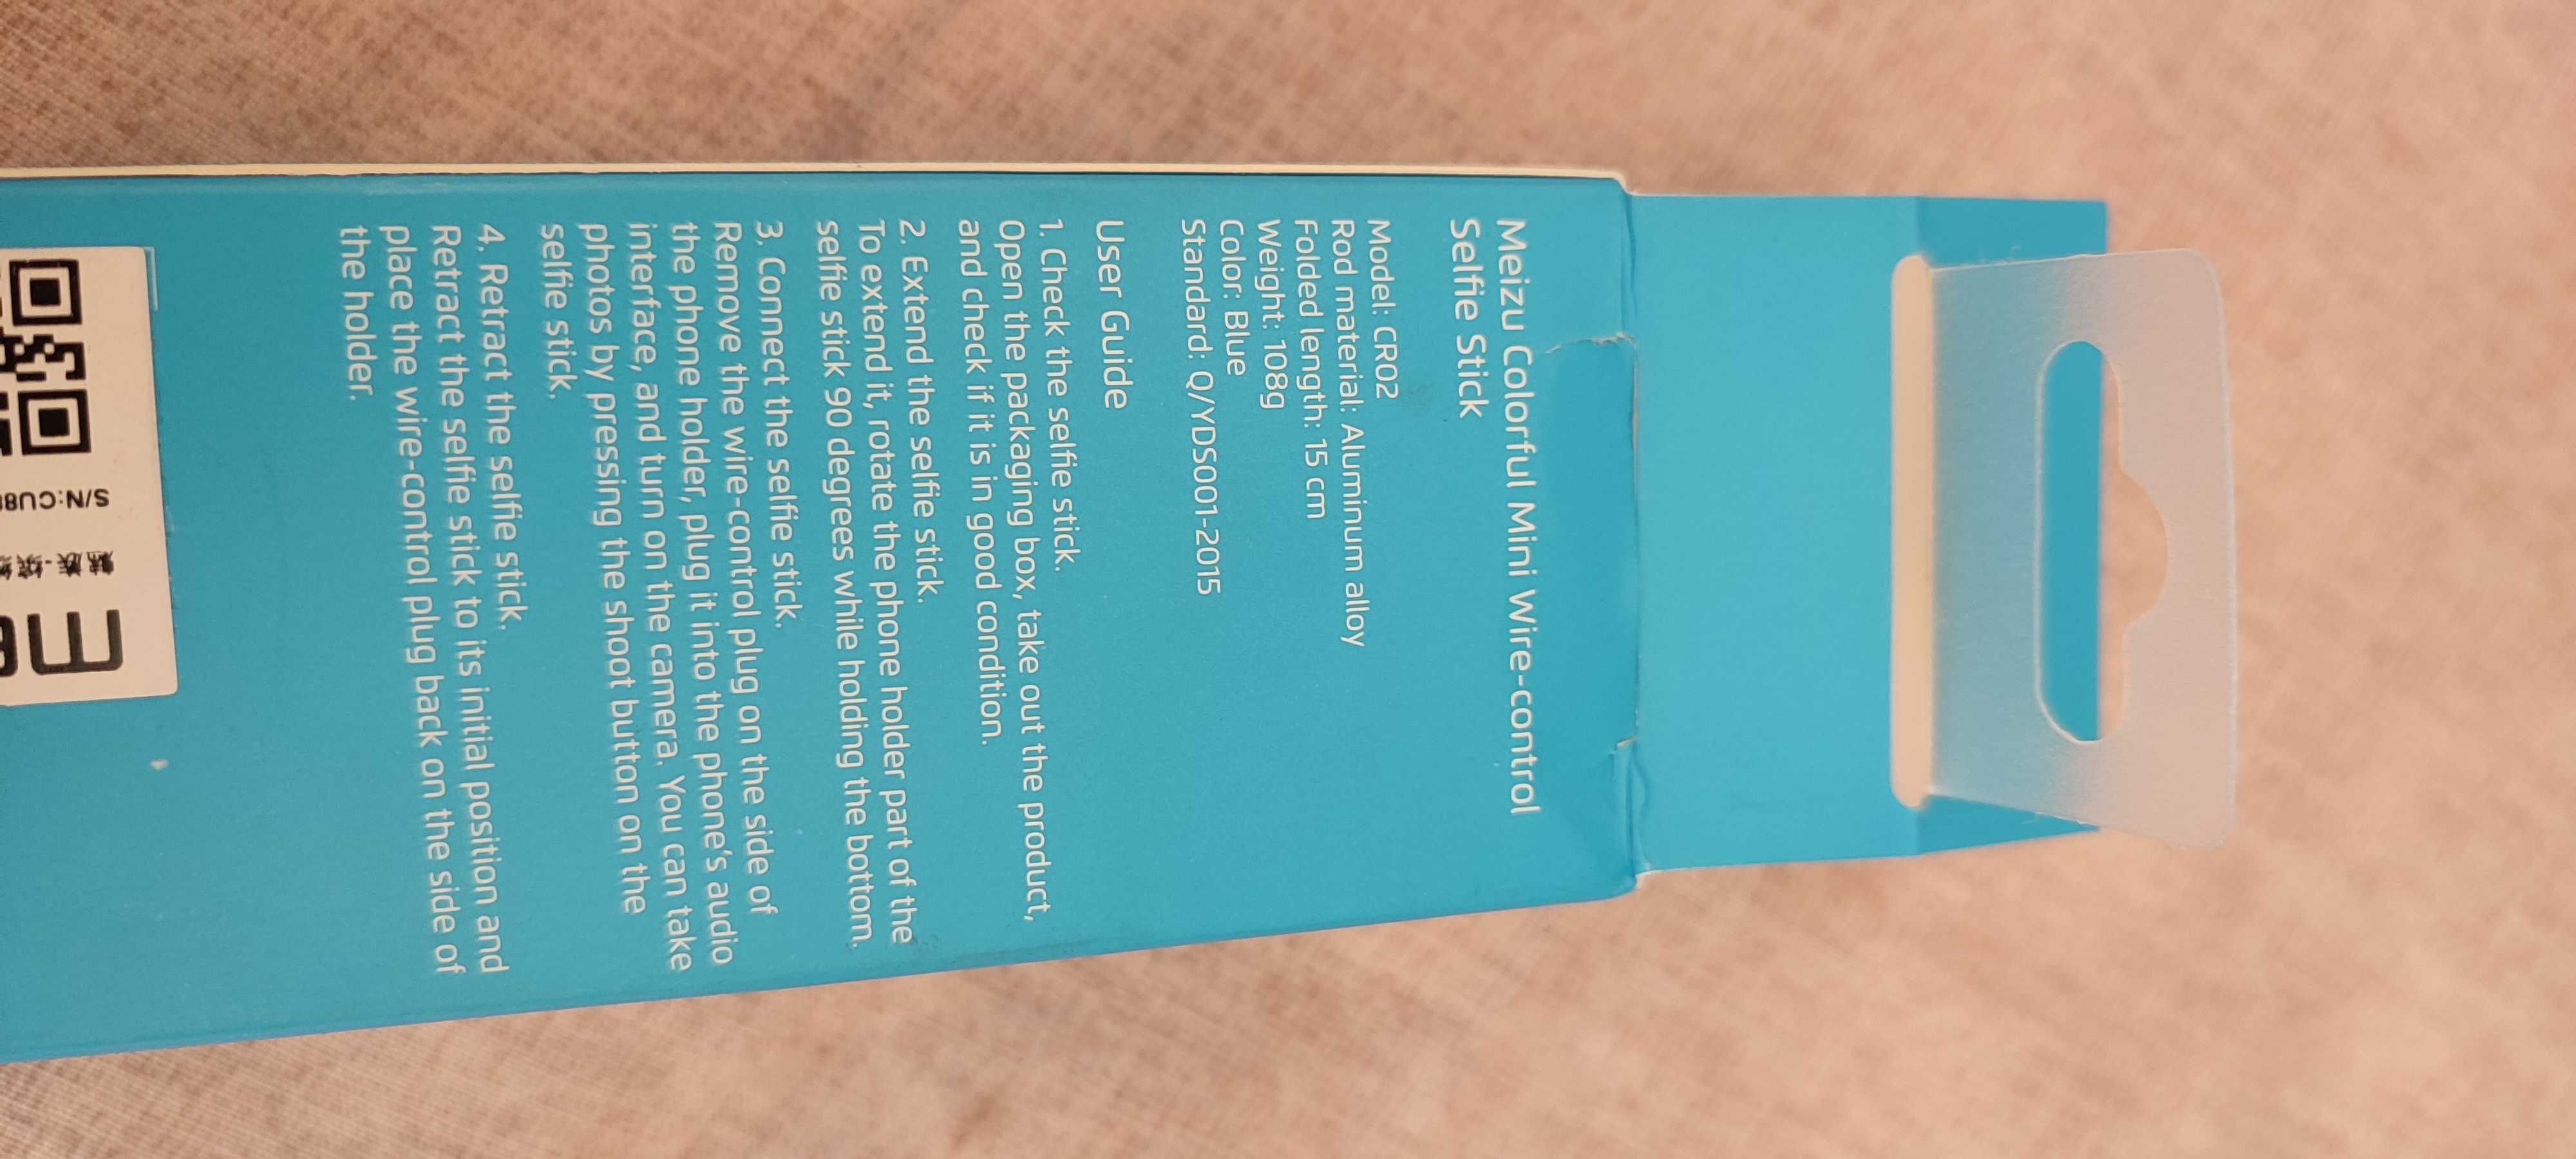 Meizu Colorful Mini Wire-control
Selfie Stick
Model: CR02
Rod material: Aluminum alloy
Folded length: 15 cm
Weight: 108g
Color: Blue
Standard: Q/YDS001-2015
User Guide
1. Check the selfie stick.
Open the packaging box, take out the product,
and check if it is in good condition.
2. Extend the selfie stick.
To extend it, rotate the phone holder part of the
selfie stick 90 degrees while holding the bottom.
3. Connect the selfie stick.
Remove the wire-control plug on the side of
the phone holder, plug it into the phone's audio
interface, and turn on the camera. You can take
photos by pressing the shoot button on the
selfie stick.
4. Retract the selfie stick.
Retract the selfie stick to its initial position and
place the wire-control plug back on the side of
the holder.
S/N:CU88
魅族-缤